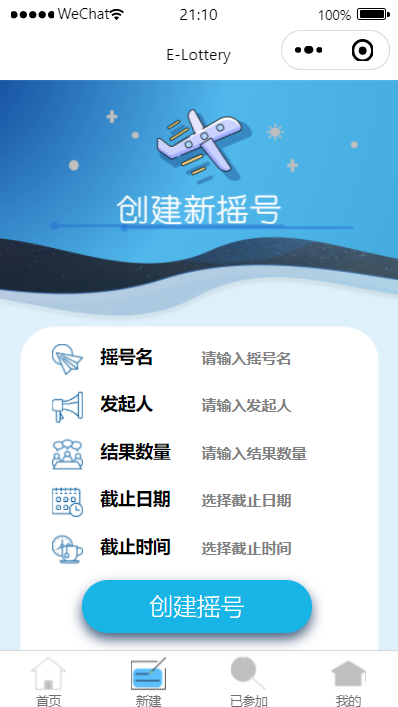 WeChat 21:10 100%
E-Lottery
创建新摇号
摇号名 请输入摇号名
发起人 请输入发起人
结果数量 请输入结果数量
截止日期 选择截止日期
截止时间 选择截止时间
创建摇号
首页 新建 已参加 我的